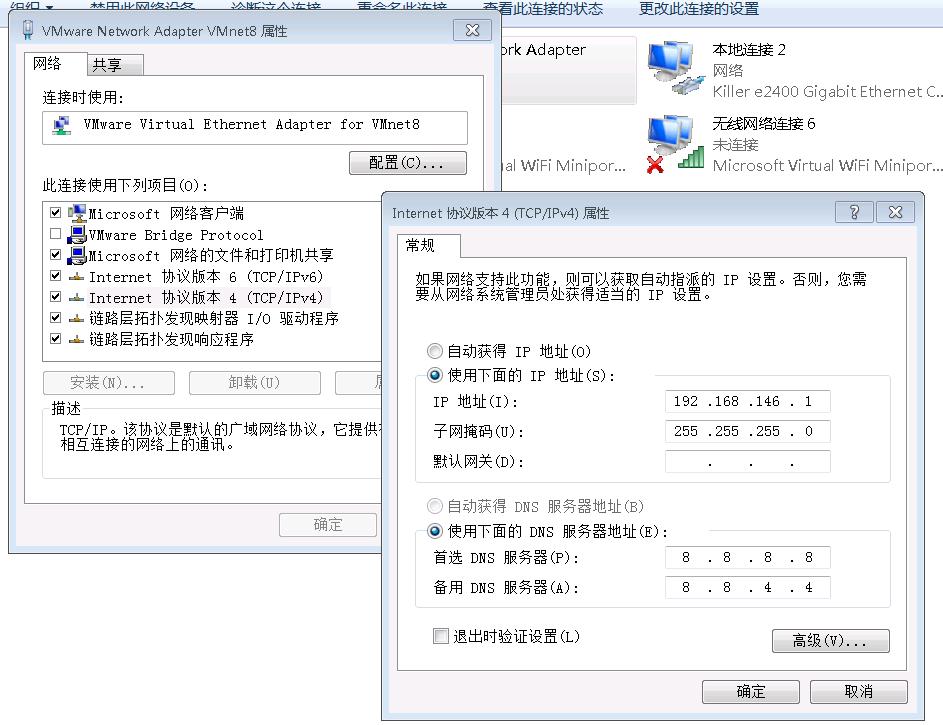 组织 禁用此网络设备 诊断这个连接 重命名此连接 查看此连接的状态 更改此连接的设置
VMware Network Adapter VMnet8 属性
网络
共享
连接时使用:
VMware Virtual Ethernet Adapter for VMnet8
配置(C)...
此连接使用下列项目(O):
Microsoft 网络客户端
VMware Bridge Protocol
Microsoft 网络的文件和打印机共享
Internet 协议版本 6 (TCP/IPv6)
Internet 协议版本 4 (TCP/IPv4)
链路层拓扑发现映射器 I/O 驱动程序
链路层拓扑发现响应程序
安装(N)...
卸载(U)
描述
TCP/IP。该协议是默认的广域网络协议，它提供
相互连接的网络上的通讯。
确定
Adapter
本地连接 2
网络
Killer e2400 Gigabit Ethernet C...
无线网络连接 6
未连接
Microsoft Virtual WiFi Minipor...
WiFi Minipor...
Internet 协议版本 4 (TCP/IPv4) 属性
常规
如果网络支持此功能，则可以获取自动指派的 IP 设置。否则，您需
要从网络系统管理员处获得适当的 IP 设置。
自动获得 IP 地址(O)
使用下面的 IP 地址(S):
IP 地址(I): 192 .168 .146 . 1
子网掩码(U): 255 .255 .255 . 0
默认网关(D): . . .
自动获得 DNS 服务器地址(B)
使用下面的 DNS 服务器地址(E):
首选 DNS 服务器(P): 8 . 8 . 8 . 8
备用 DNS 服务器(A): 8 . 8 . 4 . 4
退出时验证设置(L)
高级(V)...
确定
取消